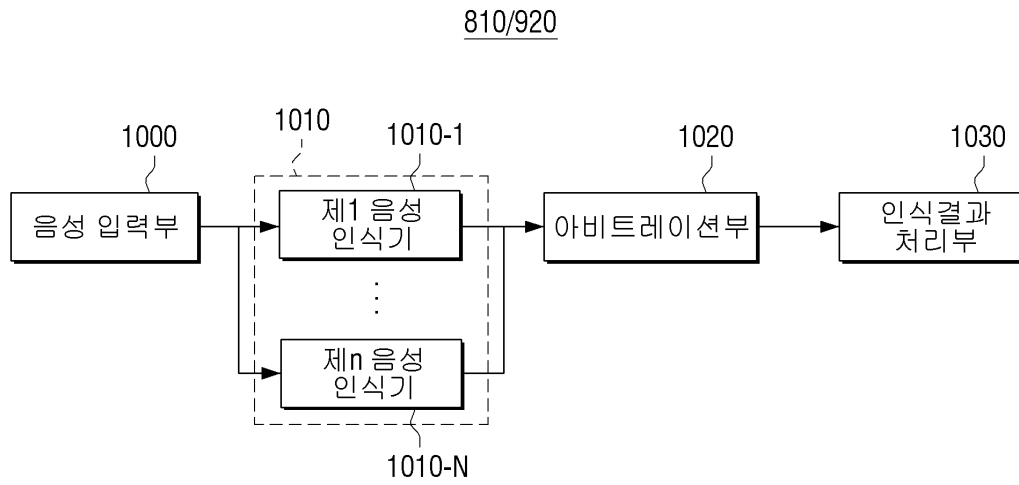 810/920
1000
1010
1010-1
1020
1030
음성 입력부
제1 음성
인식기
아비트레이션부
인식결과
처리부
제n 음성
인식기
1010-N